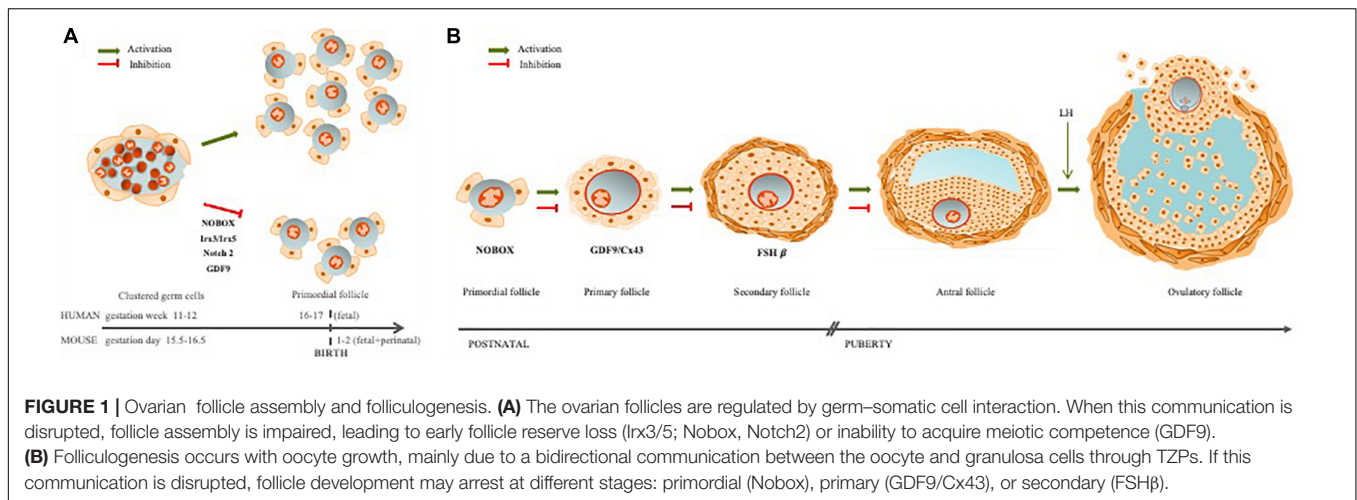 A
Activation
Inhibition
NOBOX
Irx3/Irx5
Notch 2
GDF9
Clustered germ cells
Primordial follicle
HUMAN gestation week 11-12
16-17 (fetal)
MOUSE gestation day 15.5-16.5
1-2 (fetal+perinatal)
BIRTH
B
Activation
Inhibition
LH
NOBOX
GDF9/Cx43
FSH β
Primordial follicle
Primary follicle
Secondary follicle
Antral follicle
Ovulatory follicle
POSTNATAL
PUBERTY
FIGURE 1 | Ovarian follicle assembly and folliculogenesis. (A) The ovarian follicles are regulated by germ–somatic cell interaction. When this communication is
disrupted, follicle assembly is impaired, leading to early follicle reserve loss (Irx3/5; Nobox, Notch2) or inability to acquire meiotic competence (GDF9).
(B) Folliculogenesis occurs with oocyte growth, mainly due to a bidirectional communication between the oocyte and granulosa cells through TZPs. If this
communication is disrupted, follicle development may arrest at different stages: primordial (Nobox), primary (GDF9/Cx43), or secondary (FSHβ).